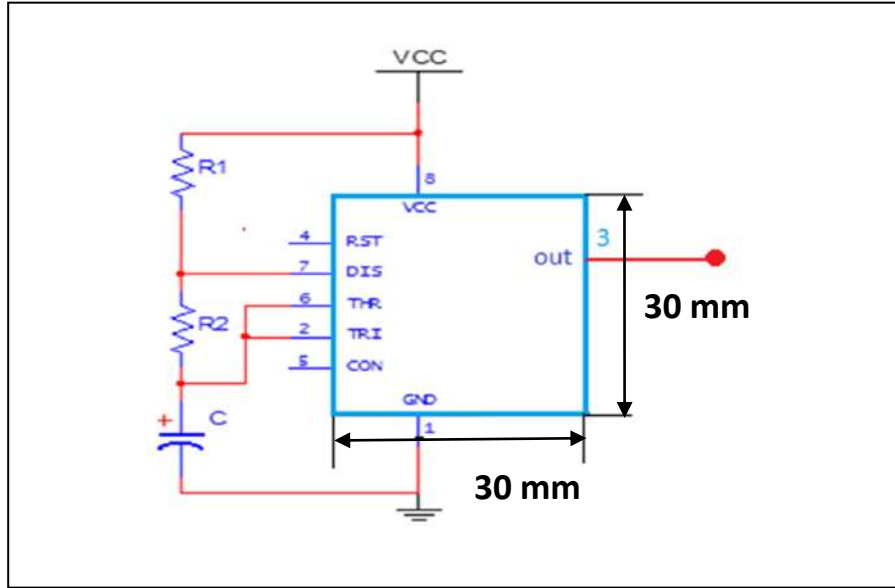 VCC
R1
8
VCC
4 RST
3
out
7 DIS
6 THR
30 mm
R2
2 TRI
5 CON
GND
+ C
1
30 mm